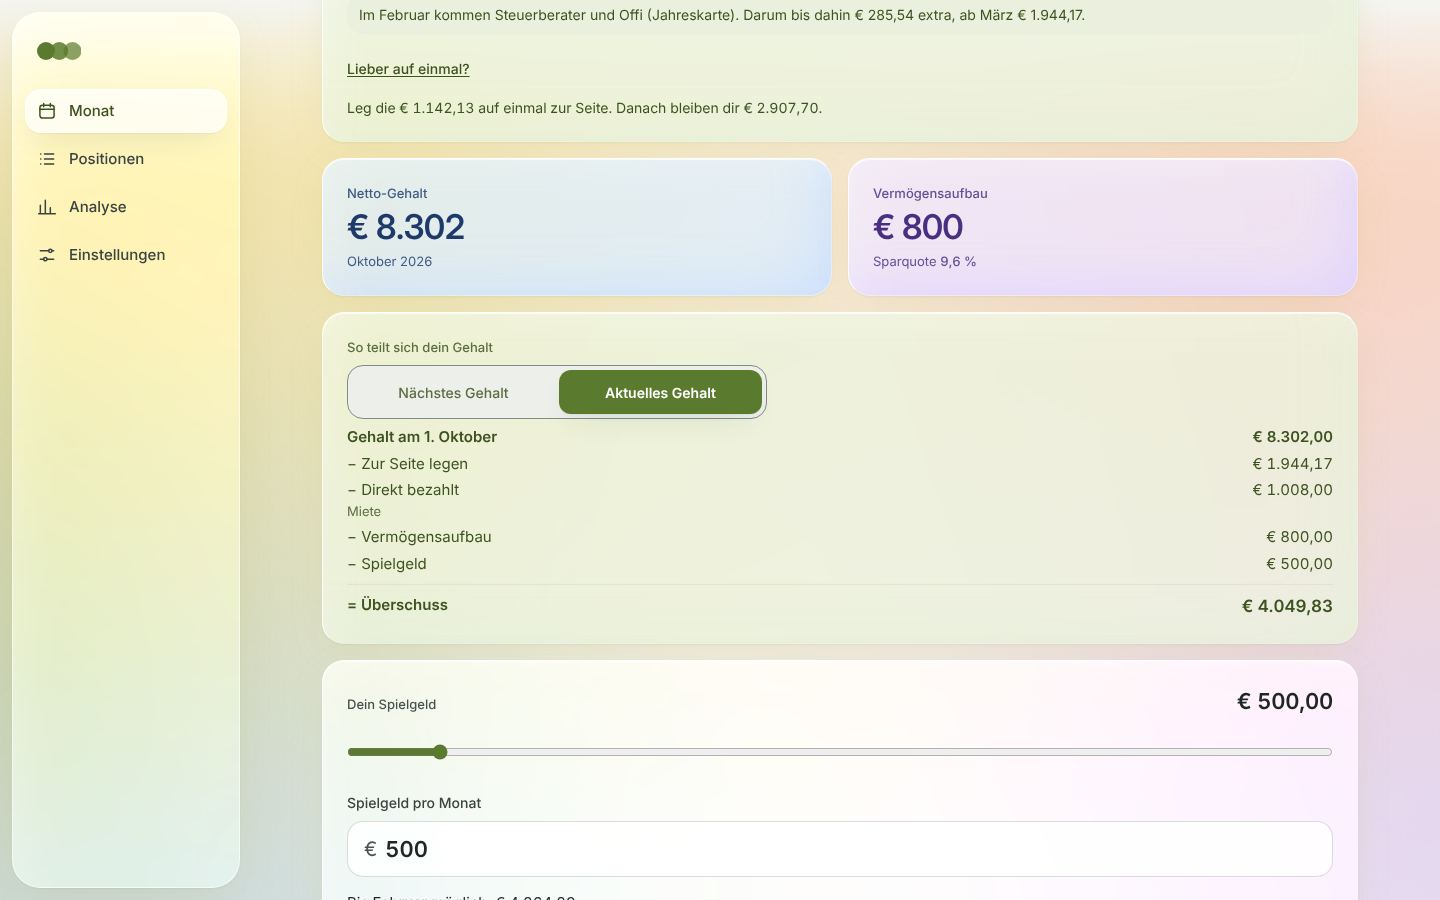 Im Februar kommen Steuerberater und Offi (Jahreskarte). Darum bis dahin € 285,54 extra, ab März € 1.944,17.
Lieber auf einmal?
Leg die € 1.142,13 auf einmal zur Seite. Danach bleiben dir € 2.907,70.
Monat
Positionen
Analyse
Einstellungen
Netto-Gehalt
€ 8.302
Oktober 2026
Vermögensaufbau
€ 800
Sparquote 9,6 %
So teilt sich dein Gehalt
Nächstes Gehalt
Aktuelles Gehalt
Gehalt am 1. Oktober € 8.302,00
– Zur Seite legen € 1.944,17
– Direkt bezahlt € 1.008,00
Miete
– Vermögensaufbau € 800,00
– Spielgeld € 500,00
= Überschuss € 4.049,83
Dein Spielgeld € 500,00
Spielgeld pro Monat
€ 500